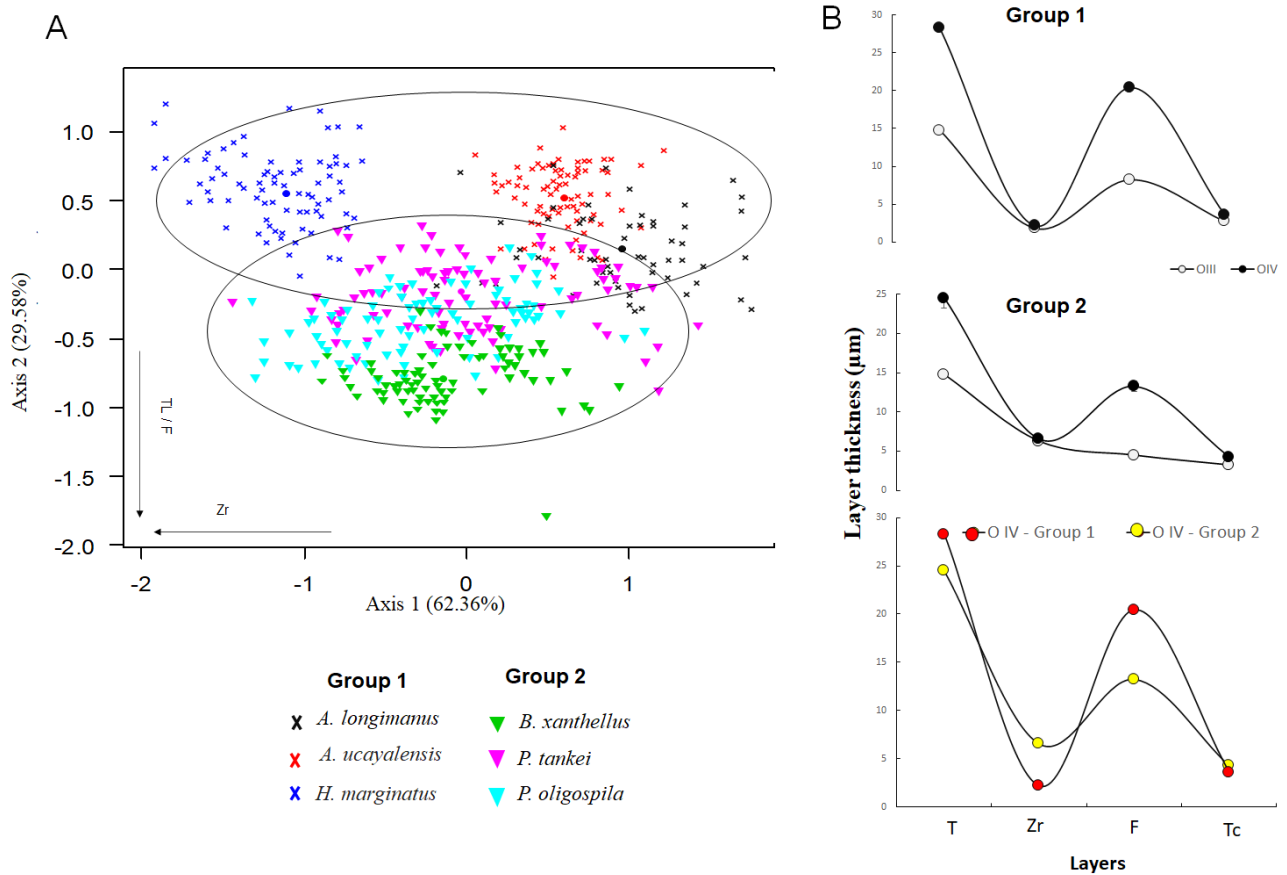 A
1.0
0.5
0.0
-0.5
-1.0
-1.5
-2.0
Axis 2 (29.58%)
TL / F
Zr
-2
-1
0
1
Axis 1 (62.36%)
Group 1
A. longimanus
A. ucayalensis
H. marginatus
Group 2
B. xanthellus
P. tankei
P. oligospila
B
Group 1
30
25
20
15
10
5
0
OIII
OIV
Group 2
25
20
15
10
5
0
Layer thickness (µm)
O IV - Group 1
O IV - Group 2
30
25
20
15
10
5
0
T
Zr
F
Tc
Layers